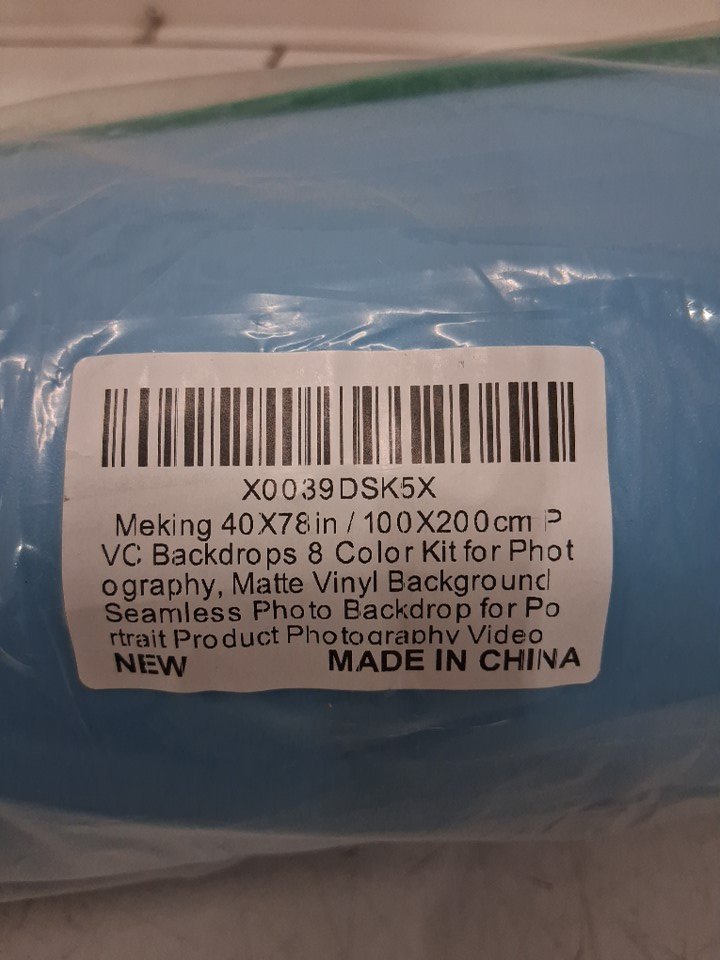 X0039DSK5X
Meking 40X78in / 100X200cm P
VC Backdrops 8 Color Kit for Phot
ography, Matte Vinyl Background
Seamless Photo Backdrop for Po
rtrait Product Photography Video
NEW MADE IN CHINA